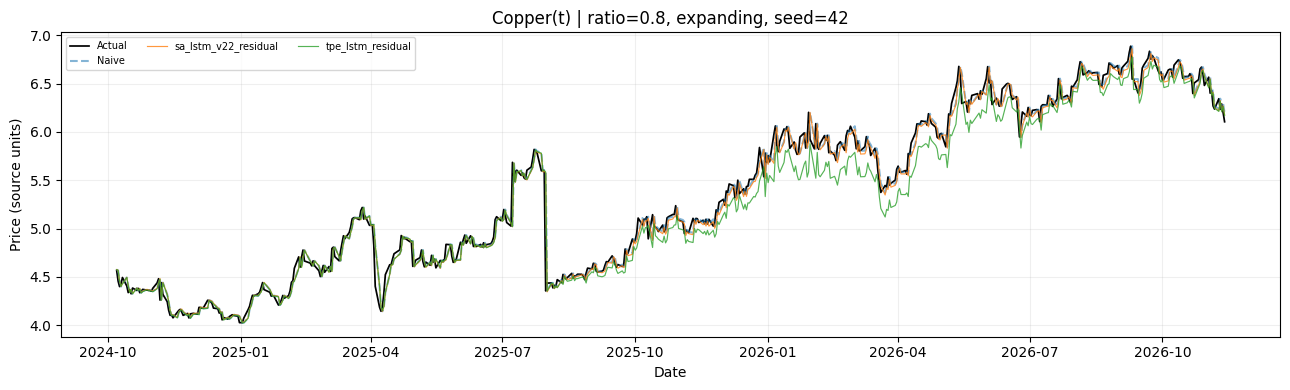 Copper(t) | ratio=0.8, expanding, seed=42
Actual
Naive
sa_lstm_v22_residual
tpe_lstm_residual
Price (source units)
7.0
6.5
6.0
5.5
5.0
4.5
4.0
2024-10
2025-01
2025-04
2025-07
2025-10
2026-01
2026-04
2026-07
2026-10
Date